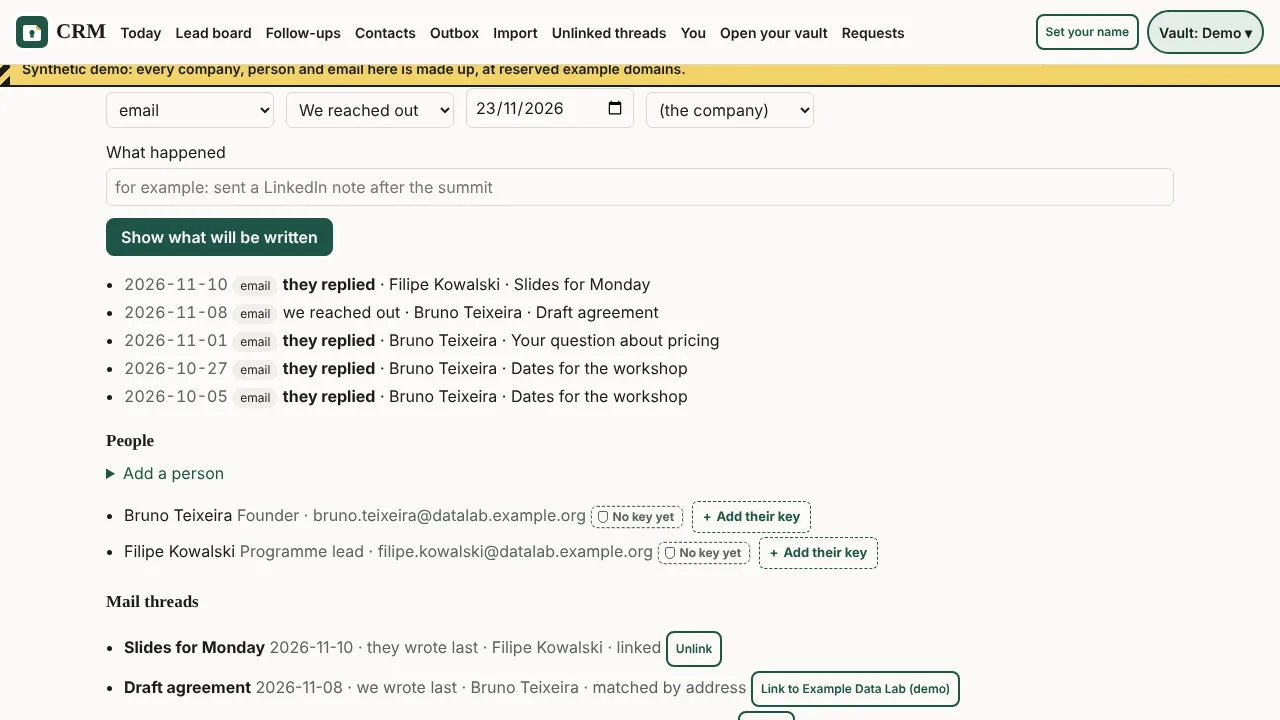 CRM Today Lead board Follow-ups Contacts Outbox Import Unlinked threads You Open your vault Requests Set your name Vault: Demo ▾
Synthetic demo: every company, person and email here is made up, at reserved example domains.
email We reached out 23/11/2026 (the company)
What happened
for example: sent a LinkedIn note after the summit
Show what will be written
2026-11-10 email they replied · Filipe Kowalski · Slides for Monday
2026-11-08 email we reached out · Bruno Teixeira · Draft agreement
2026-11-01 email they replied · Bruno Teixeira · Your question about pricing
2026-10-27 email they replied · Bruno Teixeira · Dates for the workshop
2026-10-05 email they replied · Bruno Teixeira · Dates for the workshop
People
Add a person
Bruno Teixeira Founder · bruno.teixeira@datalab.example.org No key yet + Add their key
Filipe Kowalski Programme lead · filipe.kowalski@datalab.example.org No key yet + Add their key
Mail threads
Slides for Monday 2026-11-10 · they wrote last · Filipe Kowalski · linked Unlink
Draft agreement 2026-11-08 · we wrote last · Bruno Teixeira · matched by address Link to Example Data Lab (demo)